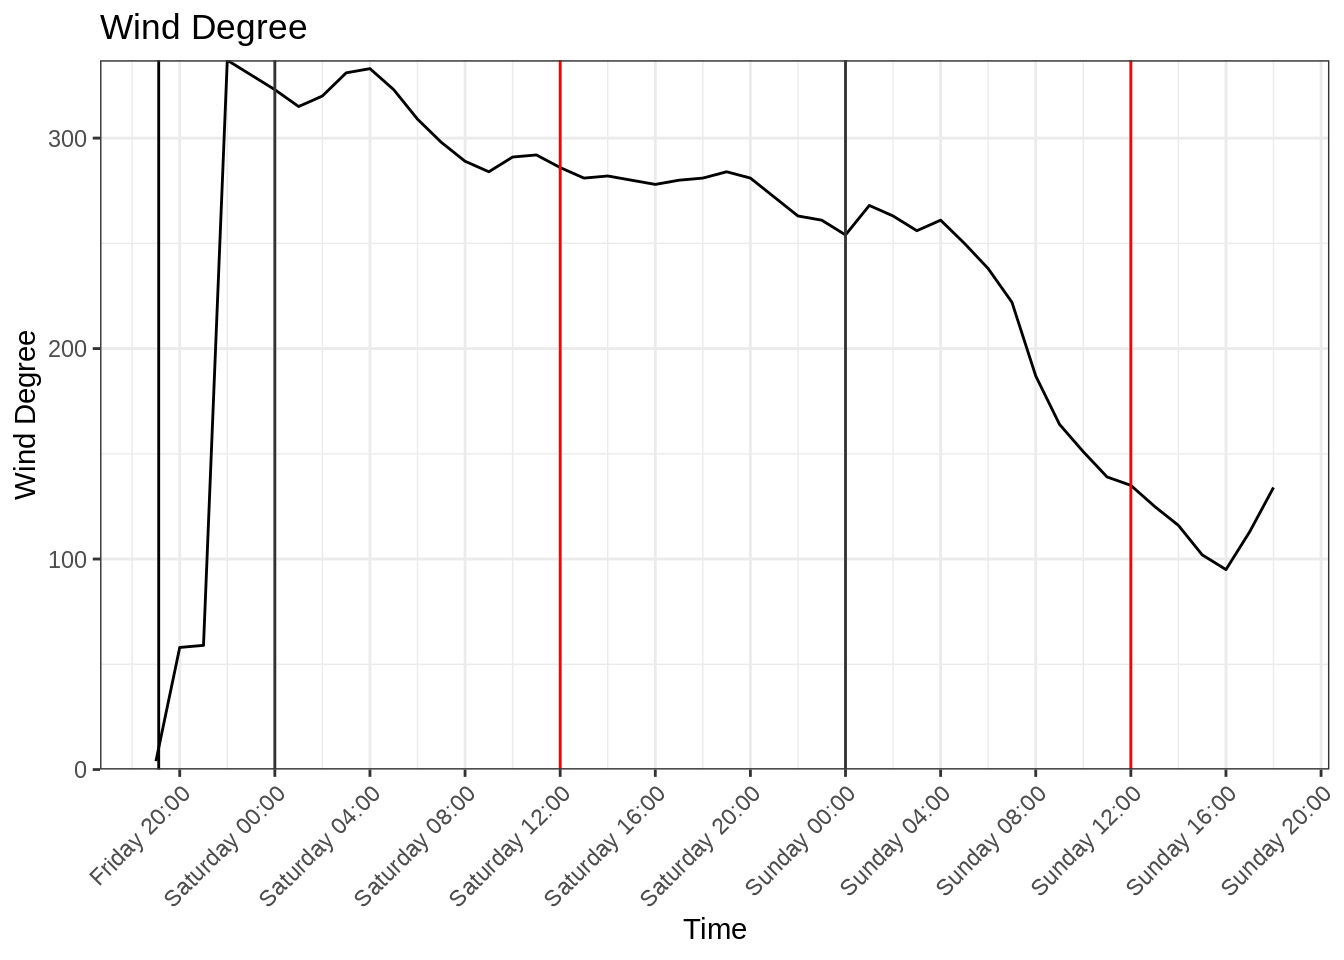 Wind Degree
Wind Degree
300
200
100
0
Friday 20:00
Saturday 00:00
Saturday 04:00
Saturday 08:00
Saturday 12:00
Saturday 16:00
Saturday 20:00
Sunday 00:00
Sunday 04:00
Sunday 08:00
Sunday 12:00
Sunday 16:00
Sunday 20:00
Time